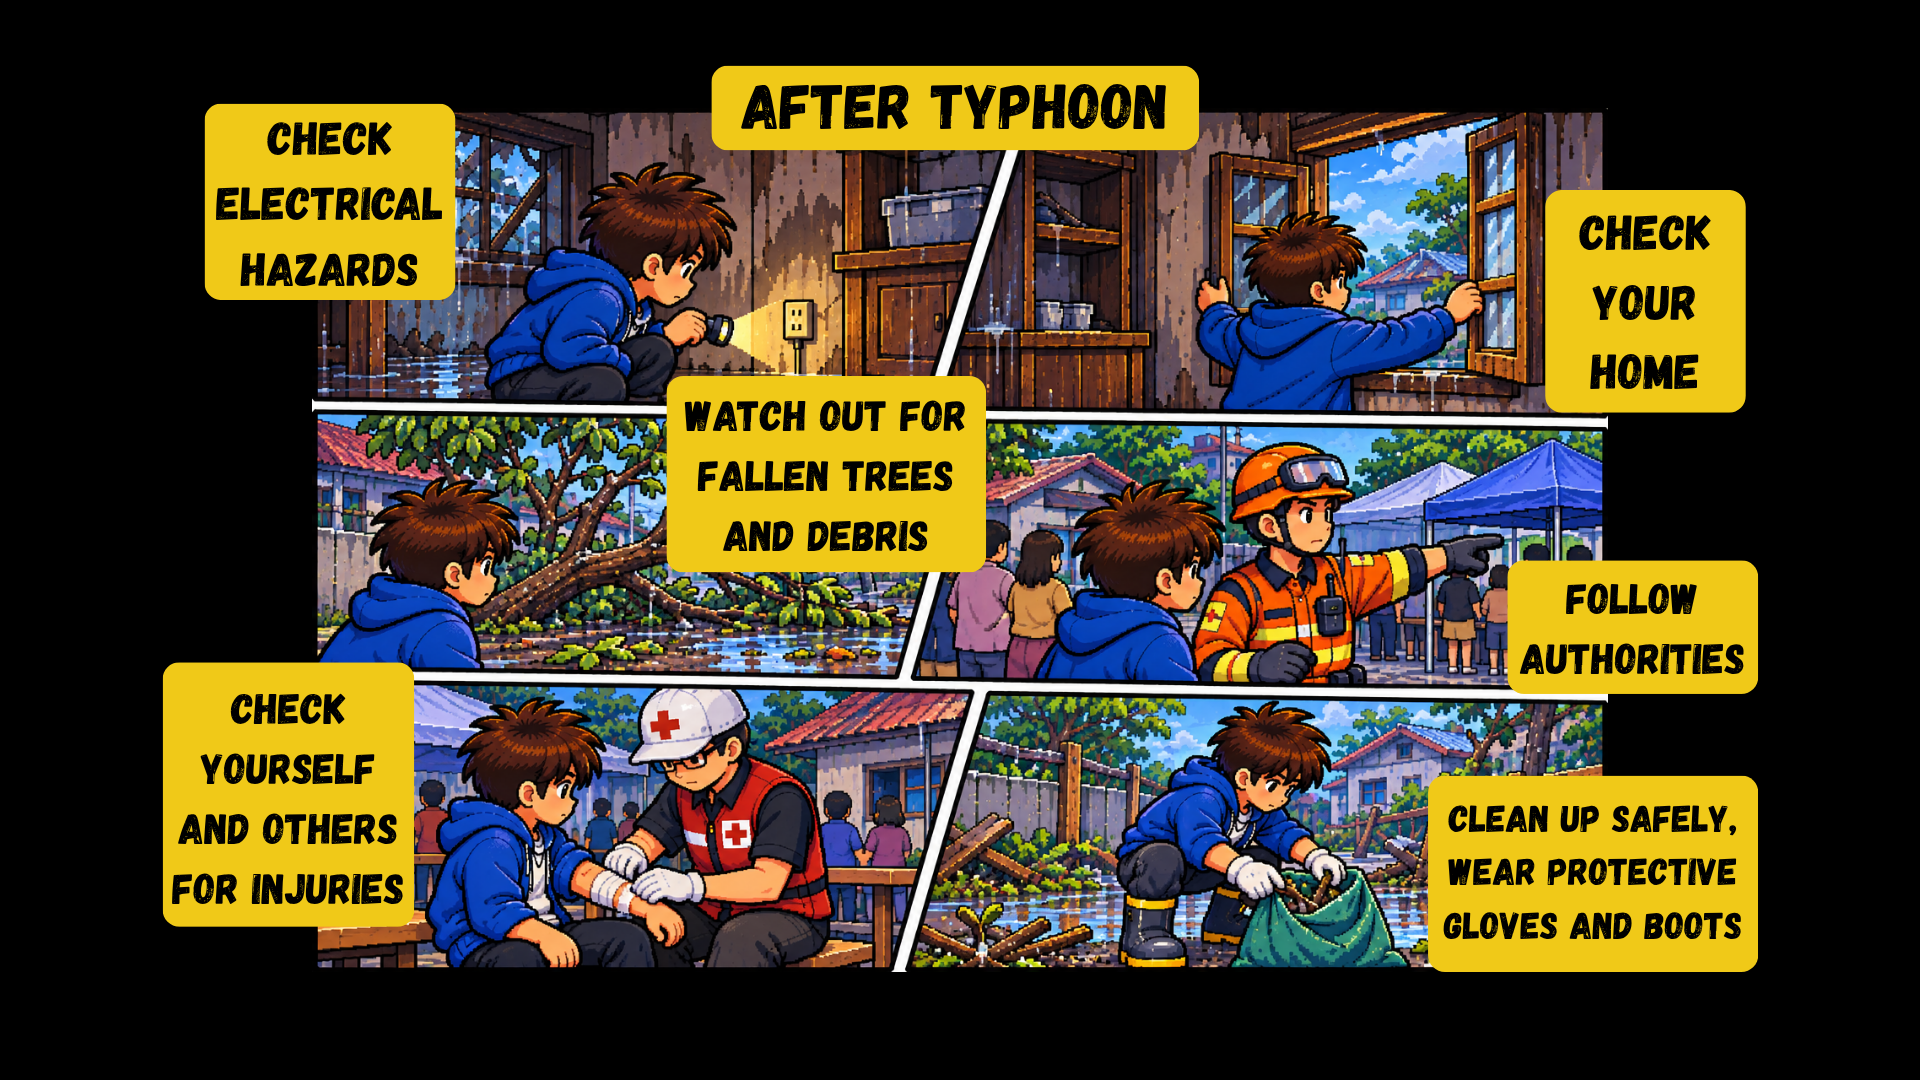 AFTER TYPHOON
CHECK
ELECTRICAL
HAZARDS
CHECK
YOUR
HOME
WATCH OUT FOR
FALLEN TREES
AND DEBRIS
FOLLOW
AUTHORITIES
CHECK
YOURSELF
AND OTHERS
FOR INJURIES
CLEAN UP SAFELY,
WEAR PROTECTIVE
GLOVES AND BOOTS